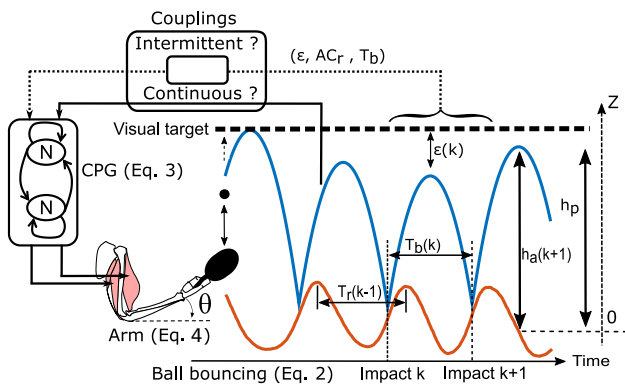 Couplings
Intermittent ?
Continuous ?
(ε, ACr , Tb)
Z
Visual target
N
CPG (Eq. 3)
N
ε(k)
hp
ha(k+1)
Tb(k)
Tr(k-1)
θ
0
Arm (Eq. 4)
Time
Ball bouncing (Eq. 2)
Impact k
Impact k+1